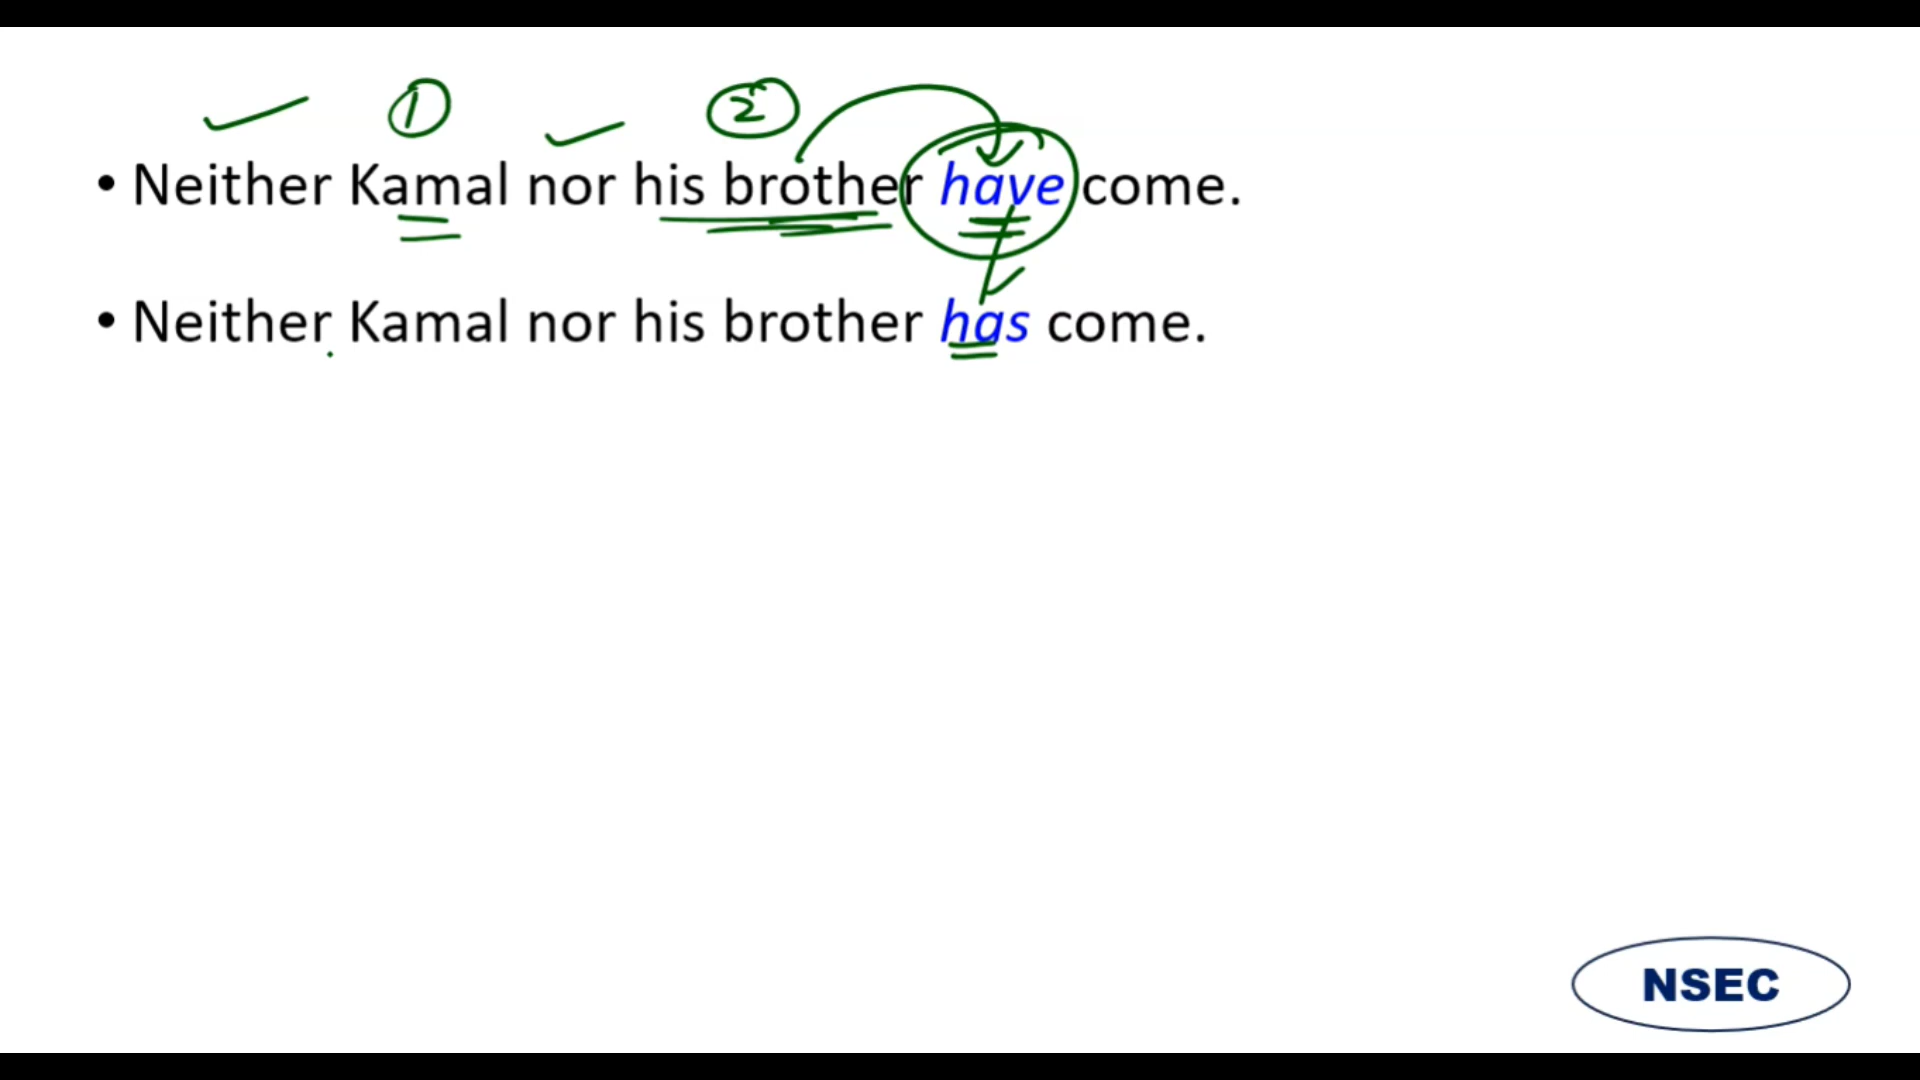 ① ②
• Neither Kamal nor his brother have come.
• Neither Kamal nor his brother has come.
NSEC